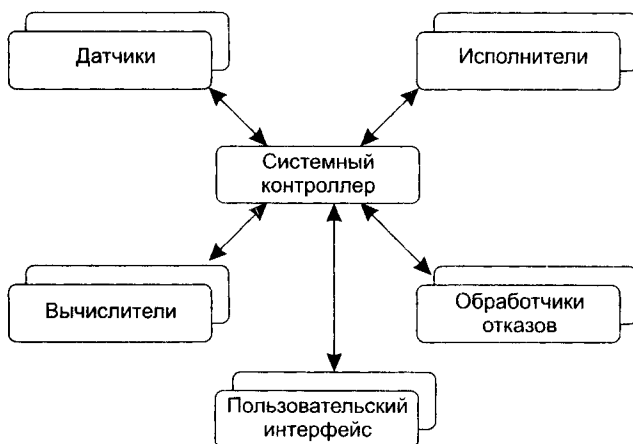 Датчики
Исполнители
Системный
контроллер
Вычислители
Обработчики
отказов
Пользовательский
интерфейс